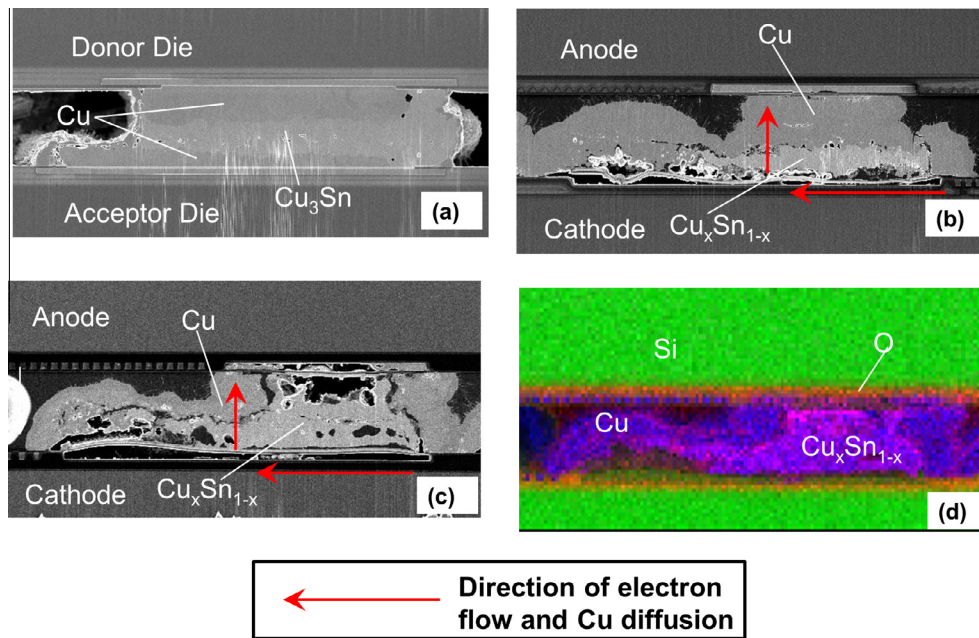 Donor Die
Cu
Cu3Sn
Acceptor Die
(a)
Anode
Cu
Cathode
CuxSn1-x
(b)
Anode
Cu
Cathode
CuxSn1-x
(c)
Si
O
Cu
CuxSn1-x
(d)
Direction of electron
flow and Cu diffusion